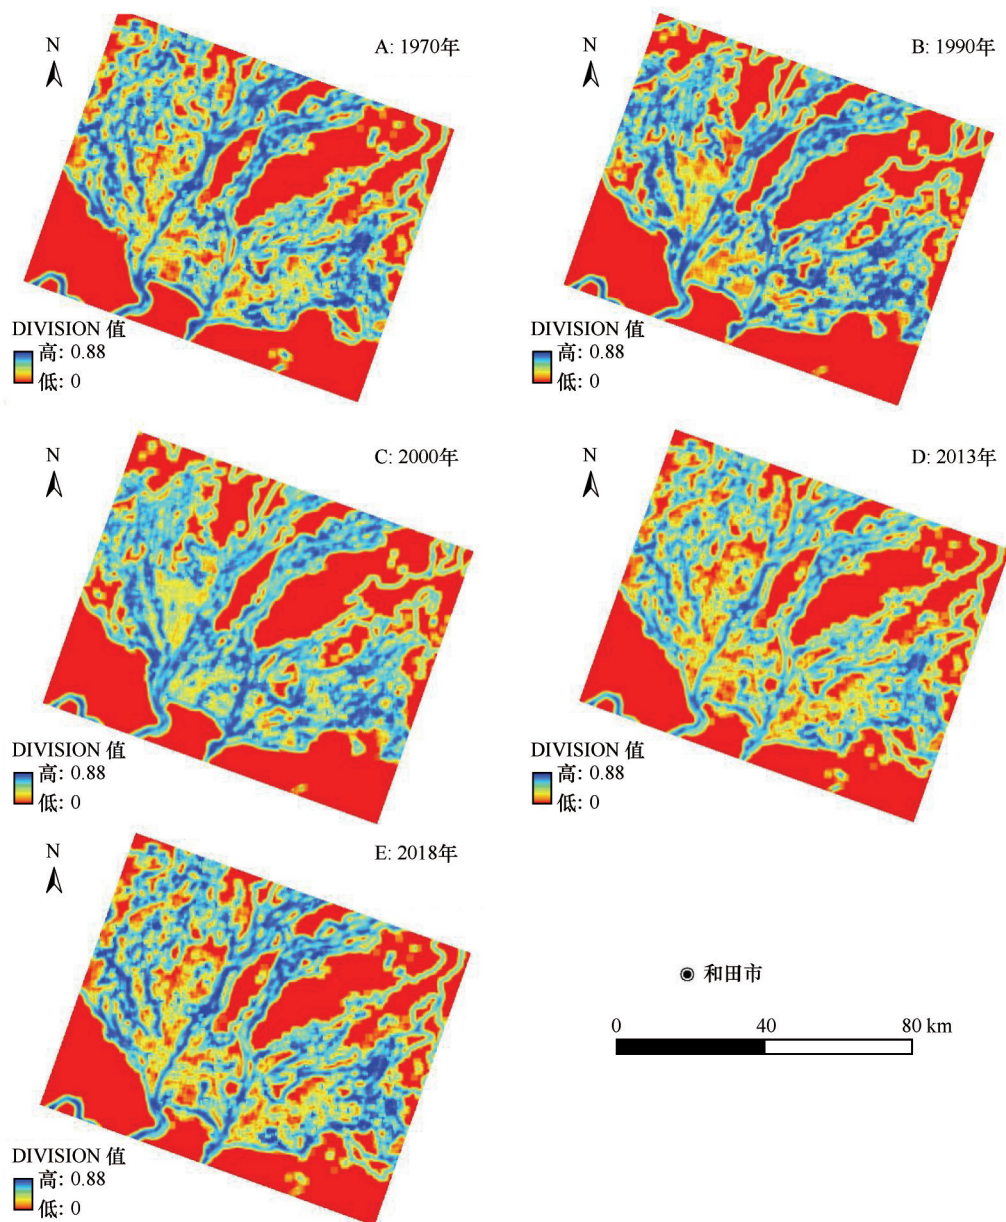 N
A: 1970年
DIVISION 值
高: 0.88
低: 0
N
B: 1990年
DIVISION 值
高: 0.88
低: 0
N
C: 2000年
DIVISION 值
高: 0.88
低: 0
N
D: 2013年
DIVISION 值
高: 0.88
低: 0
N
E: 2018年
DIVISION 值
高: 0.88
低: 0
和田市
0 40 80 km